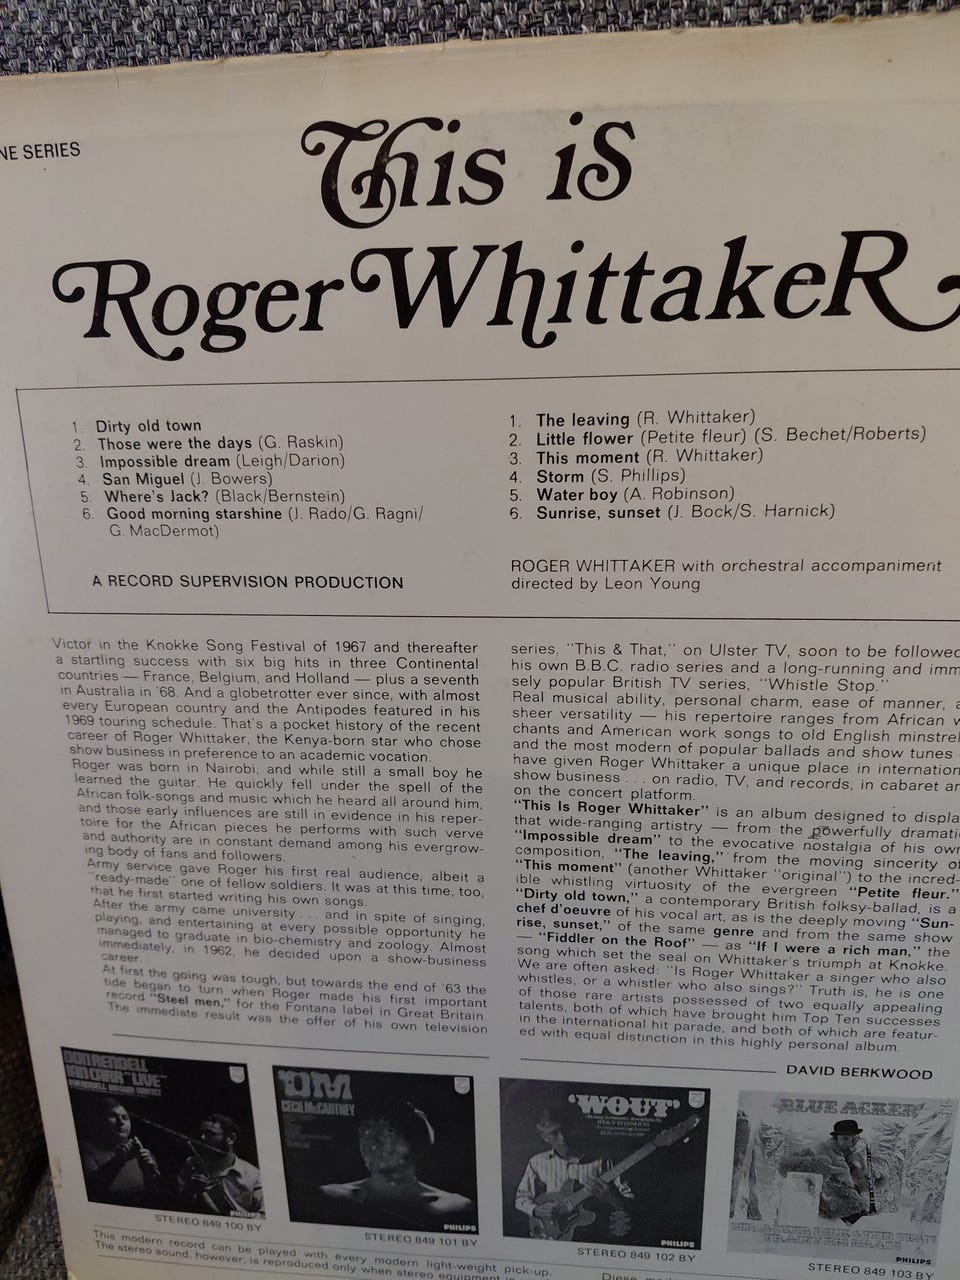 NE SERIES
This is
Roger Whittaker
1. Dirty old town
2. Those were the days (G. Raskin)
3. Impossible dream (Leigh/Darion)
4. San Miguel (J. Bowers)
5. Where's Jack? (Black/Bernstein)
6. Good morning starshine (J. Rado/G. Ragni/
G. MacDermot)
A RECORD SUPERVISION PRODUCTION
1. The leaving (R. Whittaker)
2. Little flower (Petite fleur) (S. Bechet/Roberts)
3. This moment (R. Whittaker)
4. Storm (S. Phillips)
5. Water boy (A. Robinson)
6. Sunrise, sunset (J. Bock/S. Harnick)
ROGER WHITTAKER with orchestral accompaniment
directed by Leon Young
Victor in the Knokke Song Festival of 1967 and thereafter
a startling success with six big hits in three Continental
countries — France, Belgium, and Holland — plus a seventh
in Australia in '68. And a globetrotter ever since, with almost
every European country and the Antipodes featured in his
1969 touring schedule. That's a pocket history of the recent
career of Roger Whittaker, the Kenya-born star who chose
show business in preference to an academic vocation.
Roger was born in Nairobi, and while still a small boy he
learned the guitar. He quickly fell under the spell of the
African folk-songs and music which he heard all around him,
and those early influences are still in evidence in his reper-
toire for the African pieces he performs with such verve
and authority are in constant demand among his evergrow-
ing body of fans and followers.
Army service gave Roger his first real audience, albeit a
"ready-made" one of fellow soldiers. It was at this time, too,
that he first started writing his own songs.
After the army came university . . . and in spite of singing,
playing, and entertaining at every possible opportunity he
managed to graduate in bio-chemistry and zoology. Almost
immediately, in 1962, he decided upon a show-business
career.
At first the going was tough, but towards the end of '63 the
tide began to turn when Roger made his first important
record "Steel men," for the Fontana label in Great Britain.
The immediate result was the offer of his own television
series, "This & That," on Ulster TV, soon to be followed
his own B.B.C. radio series and a long-running and imm
sely popular British TV series, "Whistle Stop."
Real musical ability, personal charm, ease of manner, a
sheer versatility — his repertoire ranges from African w
chants and American work songs to old English minstrel
and the most modern of popular ballads and show tunes
have given Roger Whittaker a unique place in internation
show business . . . on radio, TV, and records, in cabaret an
on the concert platform.
"This Is Roger Whittaker" is an album designed to displa
that wide-ranging artistry — from the powerfully dramati
"Impossible dream" to the evocative nostalgia of his own
composition, "The leaving," from the moving sincerity of
"This moment" (another Whittaker "original") to the incred-
ible whistling virtuosity of the evergreen "Petite fleur."
"Dirty old town," a contemporary British folksy-ballad, is a
chef d'oeuvre of his vocal art, as is the deeply moving "Sun-
rise, sunset," of the same genre and from the same show
— "Fiddler on the Roof" — as "If I were a rich man," the
song which set the seal on Whittaker's triumph at Knokke.
We are often asked: "Is Roger Whittaker a singer who also
whistles, or a whistler who also sings?" Truth is, he is one
of those rare artists possessed of two equally appealing
talents, both of which have brought him Top Ten successes
in the international hit parade, and both of which are featur-
ed with equal distinction in this highly personal album.
DAVID BERKWOOD
DON RENDELL
IAN CARR "LIVE"
PHILIPS
STEREO 849 100 BY
OM
CECIL McCARTNEY
PHILIPS
STEREO 849 101 BY
'WOUT'
PHILIPS
STEREO 849 102 BY
BLUE ACKER
PHILIPS
STEREO 849 103 BY
This modern record can be played with every modern light-weight pick-up.
The stereo sound, however, is reproduced only when stereo equipment is